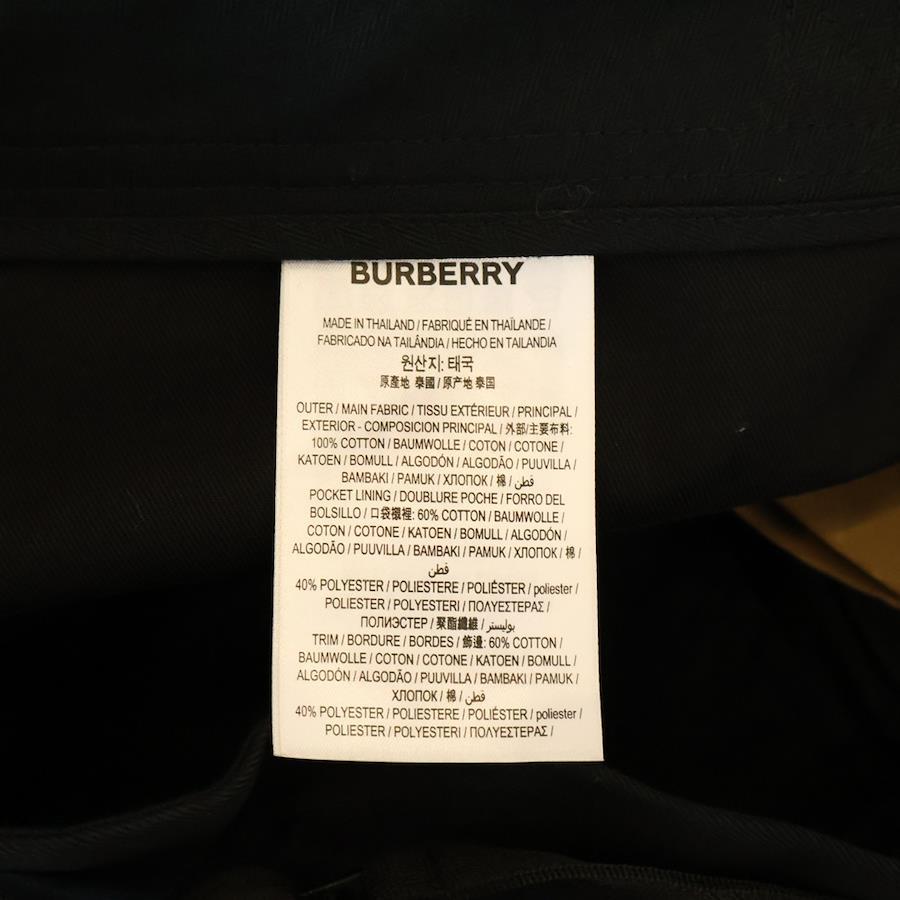 BURBERRY
MADE IN THAILAND / FABRIQUÉ EN THAÏLANDE /
FABRICADO NA TAILÂNDIA / HECHO EN TAILANDIA
원산지: 태국
原產地 泰國 / 原产地 泰国
OUTER / MAIN FABRIC / TISSU EXTÉRIEUR / PRINCIPAL /
EXTERIOR - COMPOSICION PRINCIPAL / 外部/主要布料:
100% COTTON / BAUMWOLLE / COTON / COTONE /
KATOEN / BOMULL / ALGODÓN / ALGODÃO / PUUVILLA /
BAMBAKI / PAMUK / ХЛОПОК / 棉 / قطن
POCKET LINING / DOUBLURE POCHE / FORRO DEL
BOLSILLO / 口袋襯裡: 60% COTTON / BAUMWOLLE /
COTON / COTONE / KATOEN / BOMULL / ALGODÓN /
ALGODÃO / PUUVILLA / BAMBAKI / PAMUK / ХЛОПОК / 棉 /
قطن
40% POLYESTER / POLIESTERE / POLIÉSTER / poliester /
POLIESTER / POLYESTERI / ΠΟΛΥΕΣΤΕΡΑΣ /
ПОЛИЭСТЕР / 聚酯纖維 / بوليستر
TRIM / BORDURE / BORDES / 飾邊: 60% COTTON /
BAUMWOLLE / COTON / COTONE / KATOEN / BOMULL /
ALGODÓN / ALGODÃO / PUUVILLA / BAMBAKI / PAMUK /
ХЛОПОК / 棉 / قطن
40% POLYESTER / POLIESTERE / POLIÉSTER / poliester /
POLIESTER / POLYESTERI / ΠΟΛΥΕΣΤΕΡΑΣ /